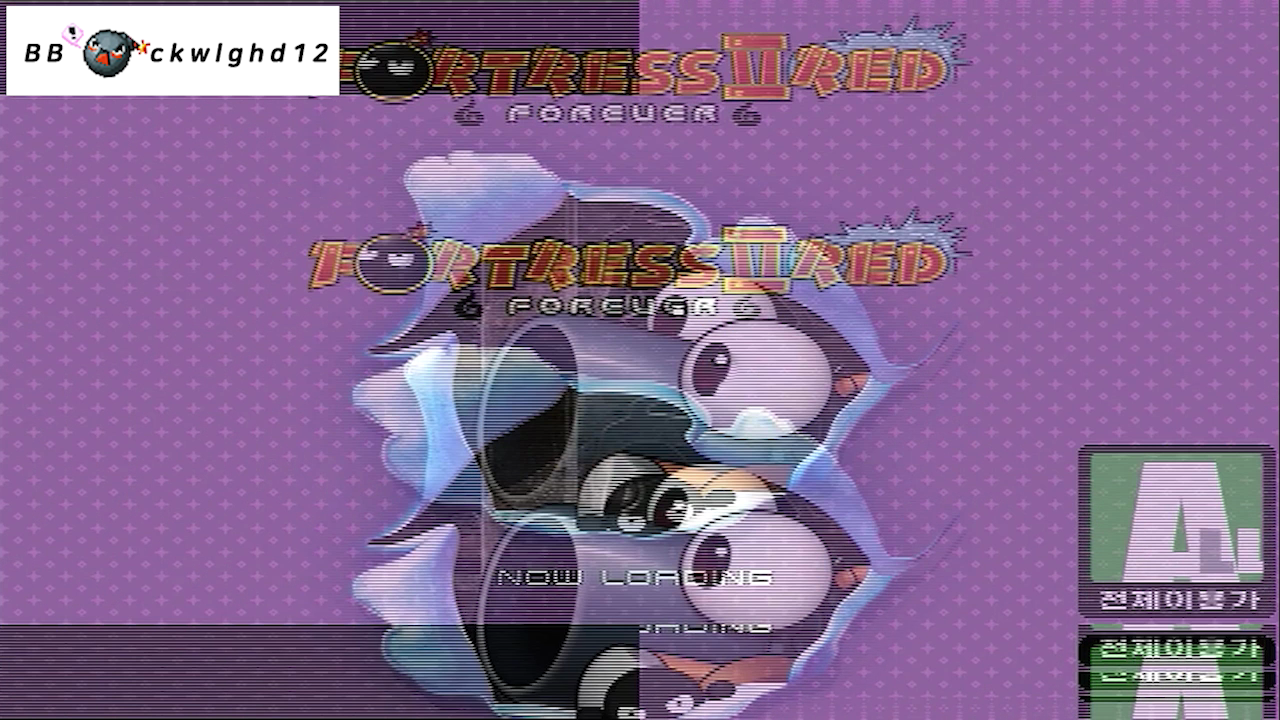 BB ckwlghd12
FORTRESS II RED
FOREVER
FORTRESS II RED
FOREVER
NOW LOADING
A
전체이용가
전체이용가